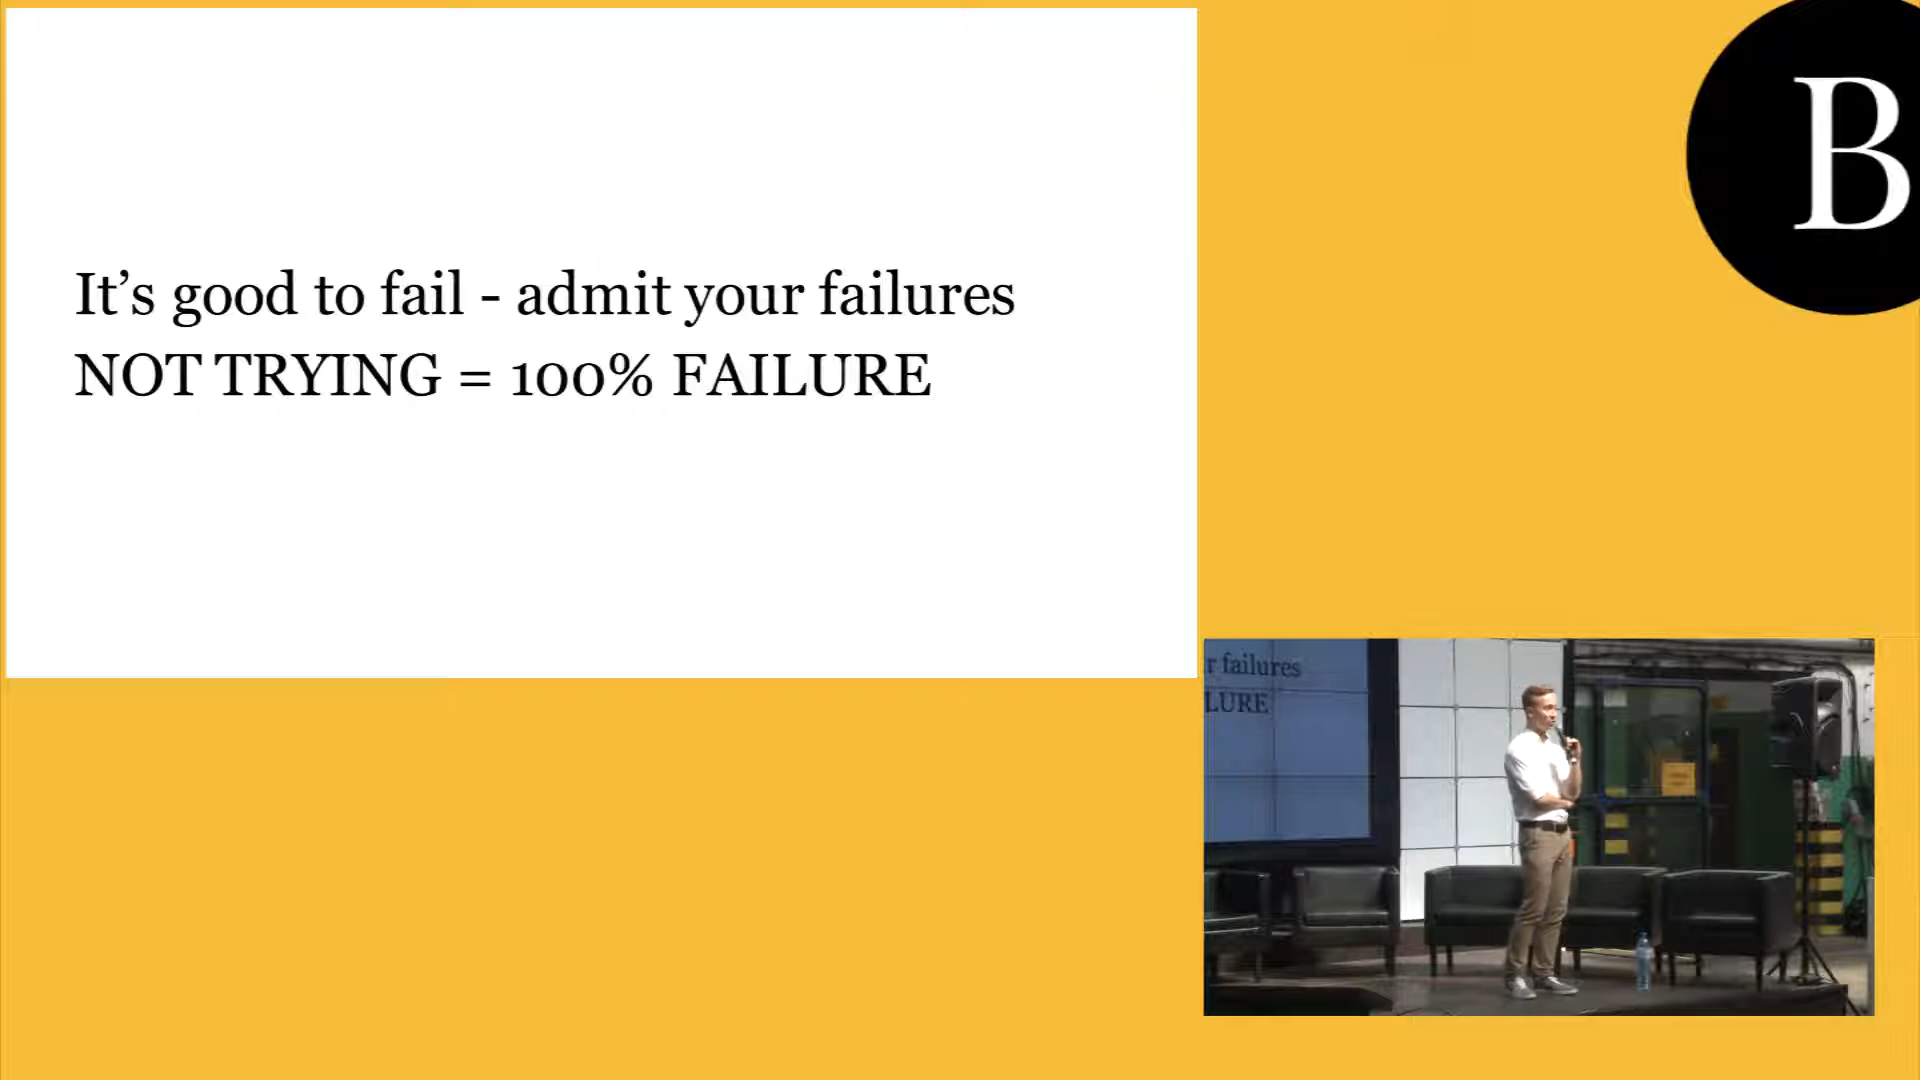 It’s good to fail - admit your failures
NOT TRYING = 100% FAILURE
B
r failures
LURE